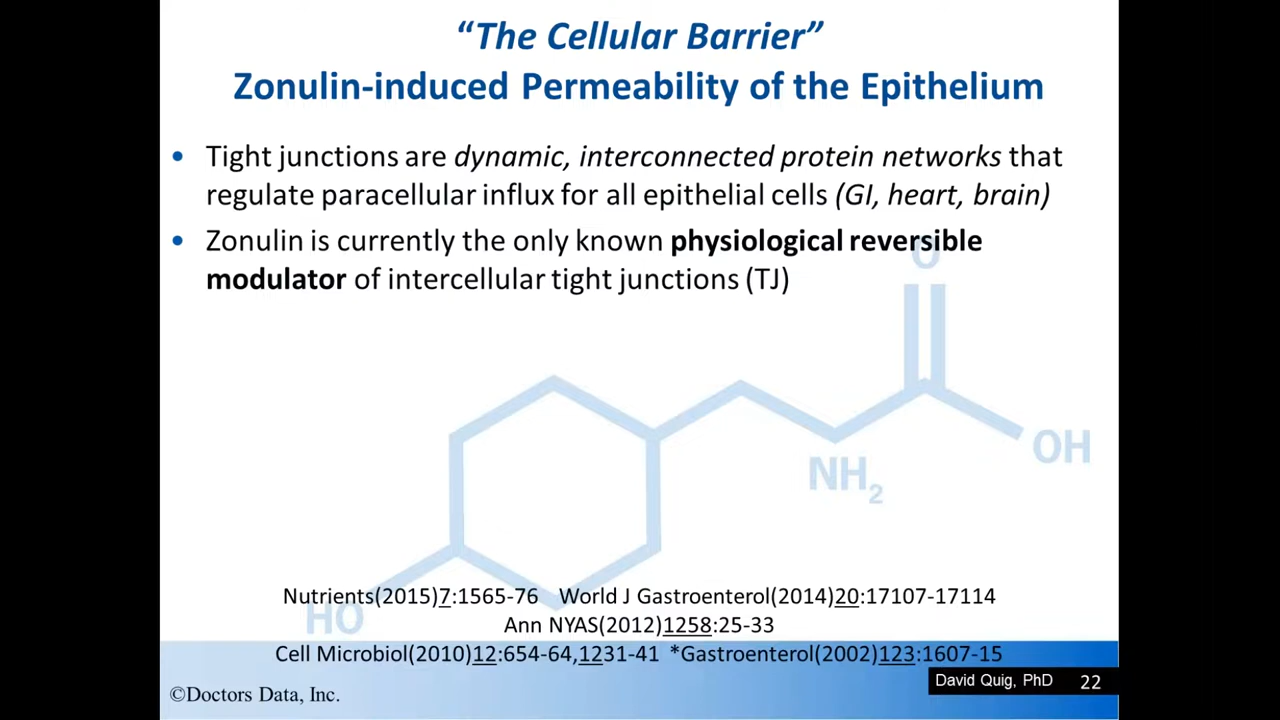 “The Cellular Barrier”
Zonulin-induced Permeability of the Epithelium
• Tight junctions are dynamic, interconnected protein networks that
regulate paracellular influx for all epithelial cells (GI, heart, brain)
• Zonulin is currently the only known physiological reversible
modulator of intercellular tight junctions (TJ)
O
OH
NH2
HO
Nutrients(2015)7:1565-76 World J Gastroenterol(2014)20:17107-17114
Ann NYAS(2012)1258:25-33
Cell Microbiol(2010)12:654-64,1231-41 *Gastroenterol(2002)123:1607-15
David Quig, PhD 22
©Doctors Data, Inc.